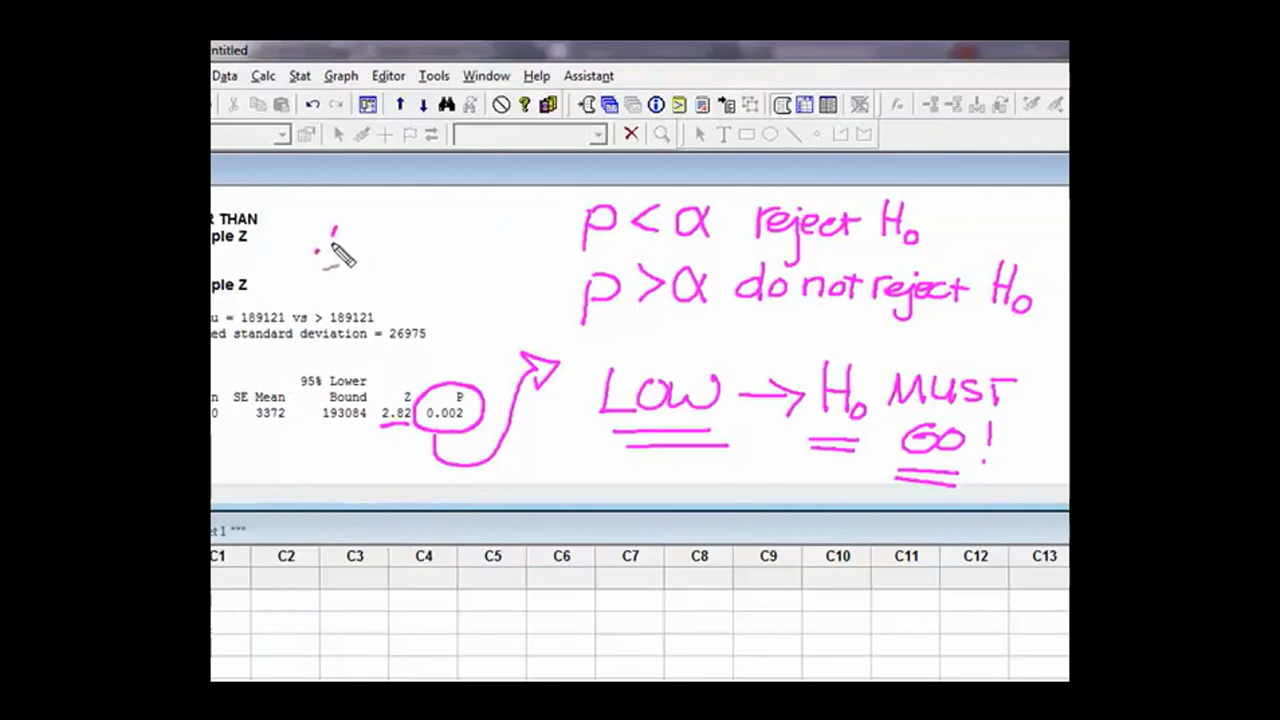 ntitled
Data Calc Stat Graph Editor Tools Window Help Assistant
R THAN
ple Z
ple Z
u = 189121 vs > 189121
ed standard deviation = 26975
95% Lower
n SE Mean Bound Z P
0 3372 193084 2.82 0.002
p < α reject H₀
p > α do not reject H₀
LOW → H₀ MUST
GO!
et 1 ***
C1 C2 C3 C4 C5 C6 C7 C8 C9 C10 C11 C12 C13